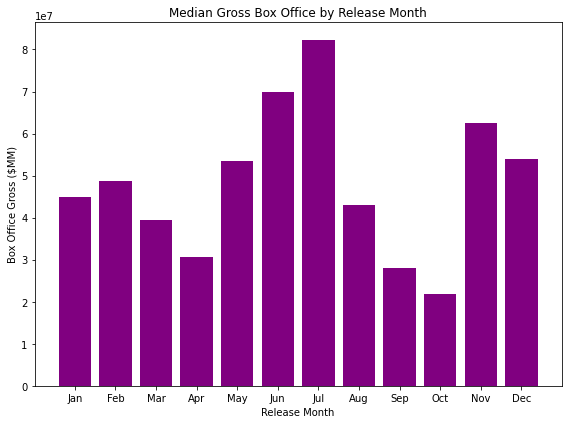 Median Gross Box Office by Release Month
1e7
8
7
6
5
4
3
2
1
0
Box Office Gross ($MM)
Jan Feb Mar Apr May Jun Jul Aug Sep Oct Nov Dec
Release Month